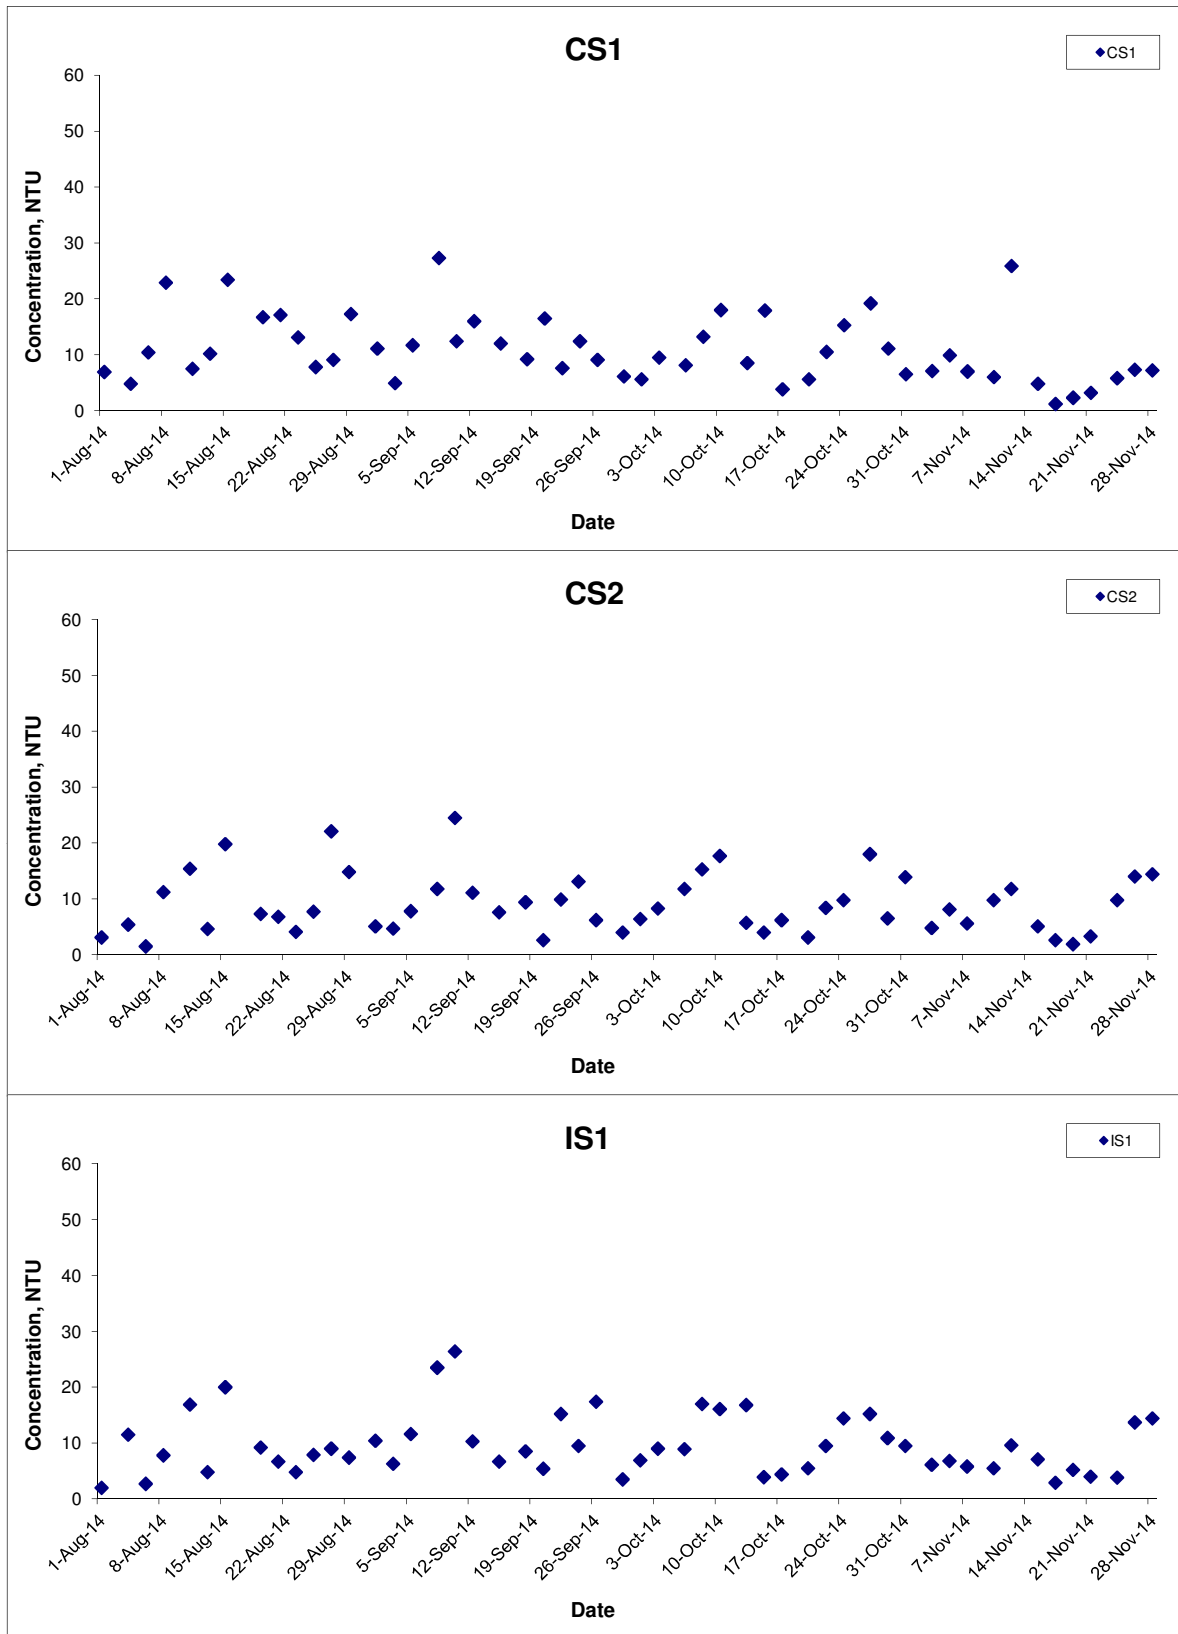 CS1
CS1
Concentration, NTU
60
50
40
30
20
10
0
1-Aug-14
8-Aug-14
15-Aug-14
22-Aug-14
29-Aug-14
5-Sep-14
12-Sep-14
19-Sep-14
26-Sep-14
3-Oct-14
10-Oct-14
17-Oct-14
24-Oct-14
31-Oct-14
7-Nov-14
14-Nov-14
21-Nov-14
28-Nov-14
Date
CS2
CS2
Concentration, NTU
60
50
40
30
20
10
0
1-Aug-14
8-Aug-14
15-Aug-14
22-Aug-14
29-Aug-14
5-Sep-14
12-Sep-14
19-Sep-14
26-Sep-14
3-Oct-14
10-Oct-14
17-Oct-14
24-Oct-14
31-Oct-14
7-Nov-14
14-Nov-14
21-Nov-14
28-Nov-14
Date
IS1
IS1
Concentration, NTU
60
50
40
30
20
10
0
1-Aug-14
8-Aug-14
15-Aug-14
22-Aug-14
29-Aug-14
5-Sep-14
12-Sep-14
19-Sep-14
26-Sep-14
3-Oct-14
10-Oct-14
17-Oct-14
24-Oct-14
31-Oct-14
7-Nov-14
14-Nov-14
21-Nov-14
28-Nov-14
Date